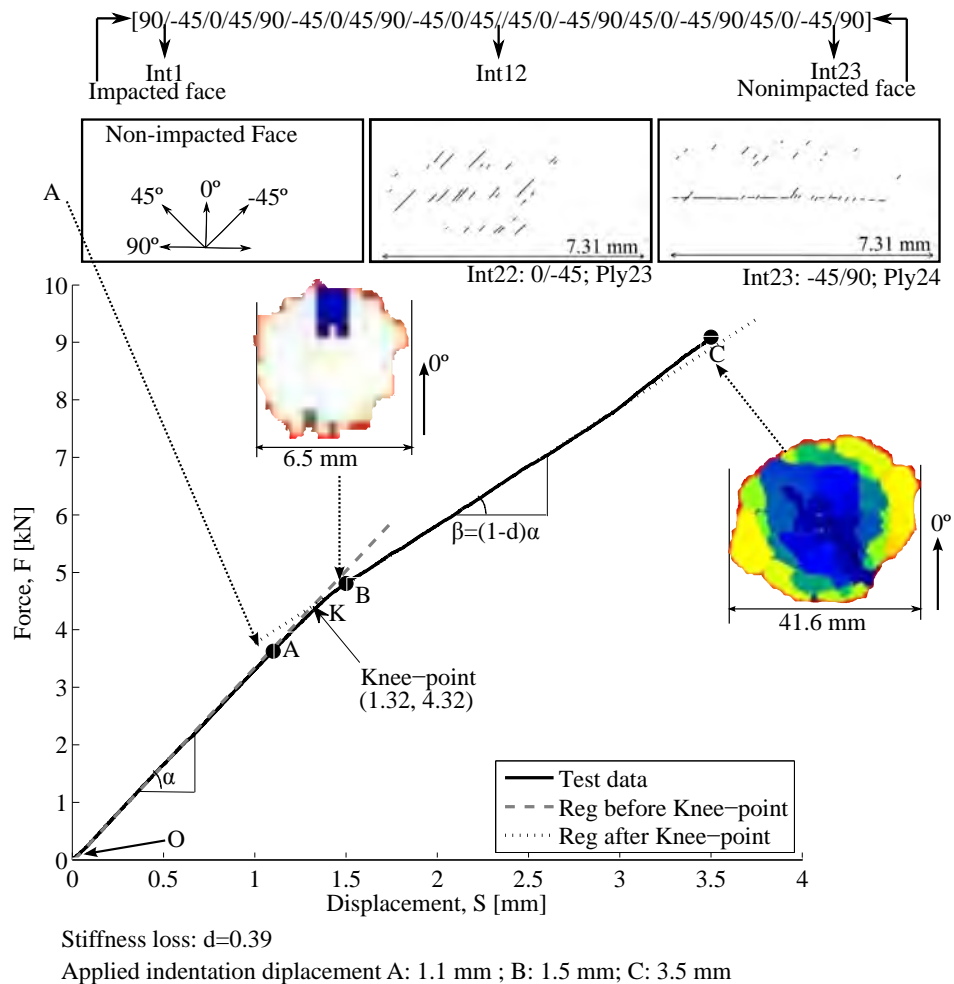 [90/-45/0/45/90/-45/0/45/90/-45/0/45/45/0/-45/90/45/0/-45/90/45/0/-45/90]
Int1 Int12 Int23
Impacted face Nonimpacted face
Non-impacted Face
45º 0º -45º
90º
7.31 mm
Int22: 0/-45; Ply23
7.31 mm
Int23: -45/90; Ply24
A
10
9
8
7
6
5
4
3
2
1
0
Force, F [kN]
0º
6.5 mm
C
β=(1-d)α
0º
41.6 mm
B
K
A
Knee−point
(1.32, 4.32)
α
O
Test data
Reg before Knee−point
Reg after Knee−point
0 0.5 1 1.5 2 2.5 3 3.5 4
Displacement, S [mm]
Stiffness loss: d=0.39
Applied indentation diplacement A: 1.1 mm ; B: 1.5 mm; C: 3.5 mm